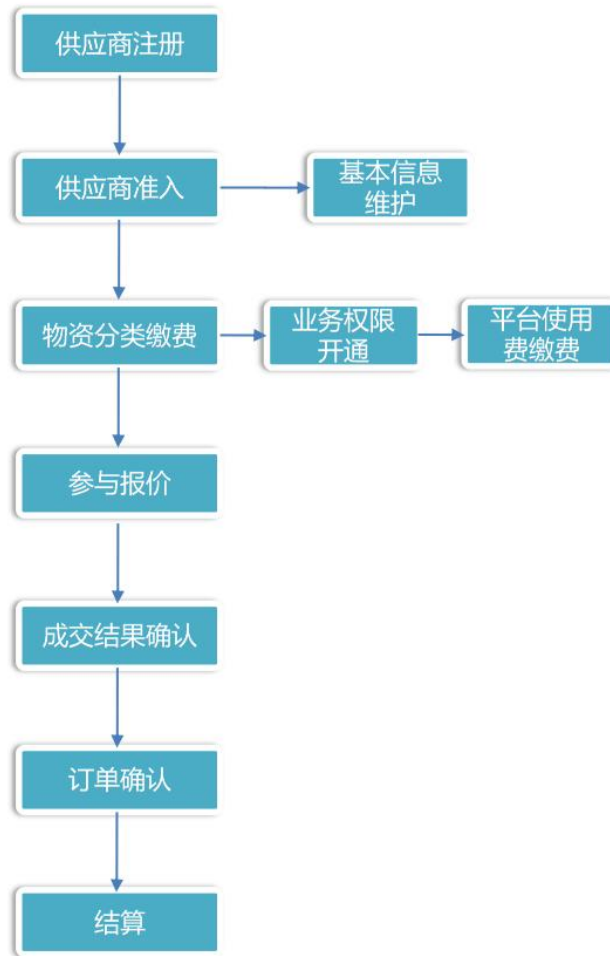 供应商注册
供应商准入
基本信息
维护
物资分类缴费
业务权限
开通
平台使用
费缴费
参与报价
成交结果确认
订单确认
结算